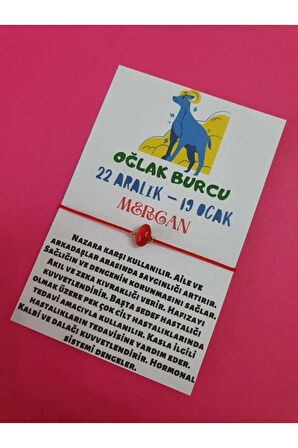 OĞLAK BURCU
22 ARALIK – 19 OCAK
MERCAN
NAZARA KARŞI KULLANILIR. AİLE VE
ARKADAŞLAR ARASINDA SAYGINLIĞI ARTIRIR.
SAĞLIĞIN VE DENGENİN KORUNMASINI SAĞLAR.
AKIL VE ZEKA KIVRAKLIĞI VERİR. HAFIZAYI
KUVVETLENDİRİR. BAŞTA SEDEF HASTALIĞI
OLMAK ÜZERE PEK ÇOK CİLT HASTALIKLARINDA
TEDAVİ AMACIYLA KULLANILIR. KASLA İLGİLİ
HASTALIKLARIN TEDAVİSİNE YARDIM EDER.
KALBİ VE DALAĞI KUVVETLENDİRİR. HORMONAL
SİSTEMİ DENGELER.